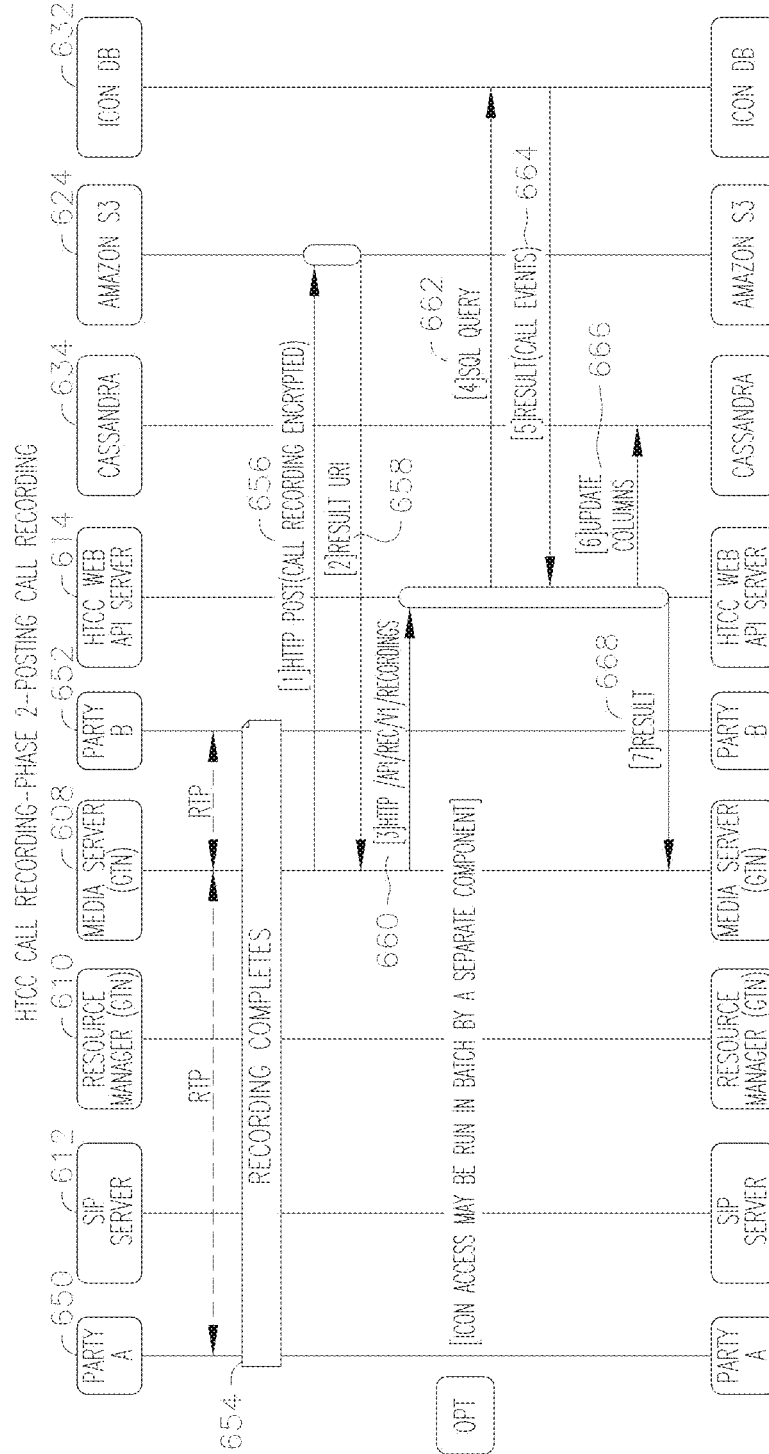 HTCC CALL RECORDING--PHASE 2--POSTING CALL RECORDING
650
612
610
608
652
614
634
624
632
PARTY
A
SIP
SERVER
RESOURCE
MANAGER (GTN)
MEDIA SERVER
(GTN)
PARTY
B
HTCC WEB
API SERVER
CASSANDRA
AMAZON S3
ICON DB
RTP
RTP
654
RECORDING COMPLETES
[1]HTTP POST(CALL RECORDING ENCRYPTED)
656
[2]RESULT URI
658
OPT
[ICON ACCESS MAY BE RUN IN BATCH BY A SEPARATE COMPONENT]
660
[3]HTTP /API/REC/V1/RECORDINGS
[4]SQL QUERY
662
[5]RESULT(CALL EVENTS)
664
[6]UPDATE
COLUMNS
666
[7]RESULT
668
PARTY
A
SIP
SERVER
RESOURCE
MANAGER (GTN)
MEDIA SERVER
(GTN)
PARTY
B
HTCC WEB
API SERVER
CASSANDRA
AMAZON S3
ICON DB